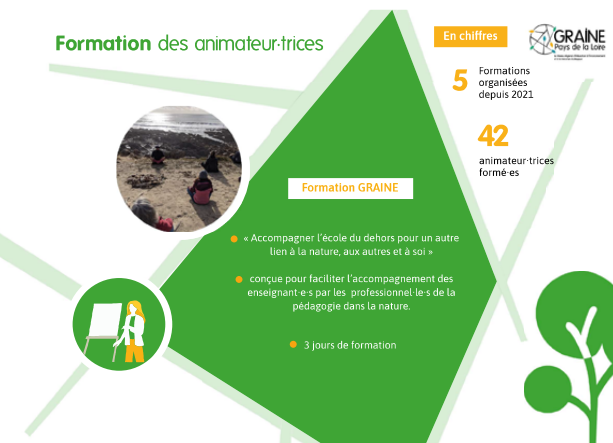 Formation des animateur·trices
En chiffres
GRAINE
Pays de la Loire
5
Formations
organisées
depuis 2021
42
animateur·trices
formé·es
Formation GRAINE
« Accompagner l'école du dehors pour un autre
lien à la nature, aux autres et à soi »
conçue pour faciliter l'accompagnement des
enseignant·e·s par les professionnel·le·s de la
pédagogie dans la nature.
3 jours de formation